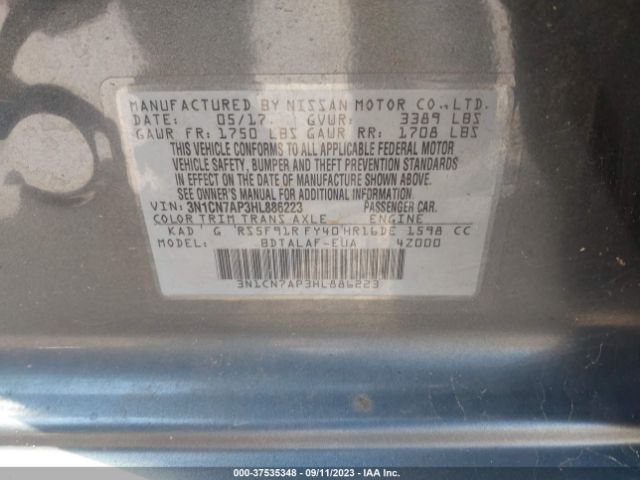 MANUFACTURED BY NISSAN MOTOR CO.,LTD.
DATE: 05/17 GVWR: 3389 LBS
GAWR FR: 1750 LBS GAWR RR: 1708 LBS
THIS VEHICLE CONFORMS TO ALL APPLICABLE FEDERAL MOTOR
VEHICLE SAFETY, BUMPER AND THEFT PREVENTION STANDARDS
IN EFFECT ON THE DATE OF MANUFACTURE SHOWN ABOVE.
SEE OWNER'S MANUAL FOR ADDITIONAL INFORMATION
VIN: 3N1CN7AP3HL886223 PASSENGER CAR.
COLOR TRIM TRANS AXLE ENGINE
KAD G RS5F91R FY40 HR16DE 1598 CC
MODEL: BDTALAF-EUA 4Z000
3N1CN7AP3HL886223
000-37535348 - 09/11/2023 - IAA Inc.